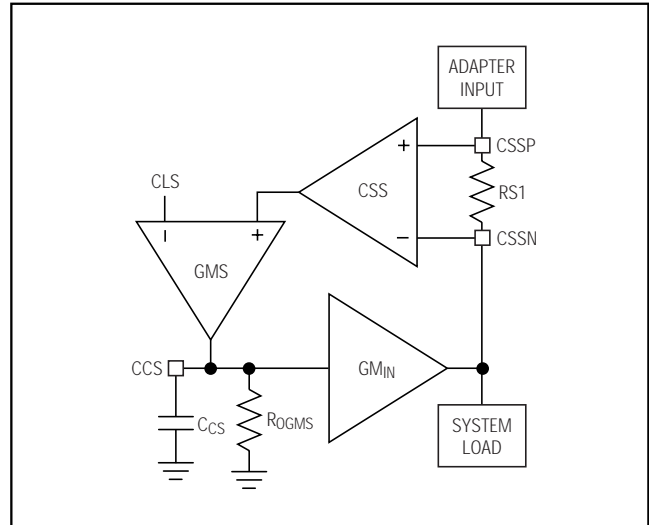 ADAPTER
INPUT
+
CSSP
CLS
CSS
RS1
–
+
−
CSSN
GMS
CCS
GMIN
CCS
ROGMS
SYSTEM
LOAD